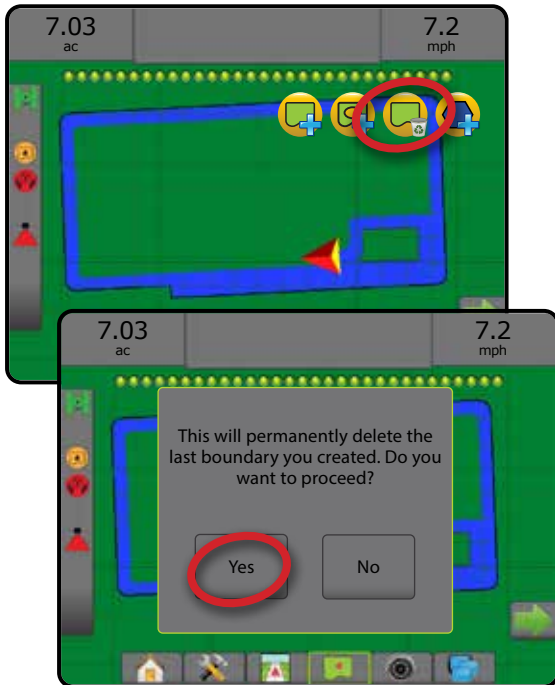 7.03
ac
7.2
mph
7.03
ac
7.2
mph
This will permanently delete the
last boundary you created. Do you
want to proceed?
Yes
No